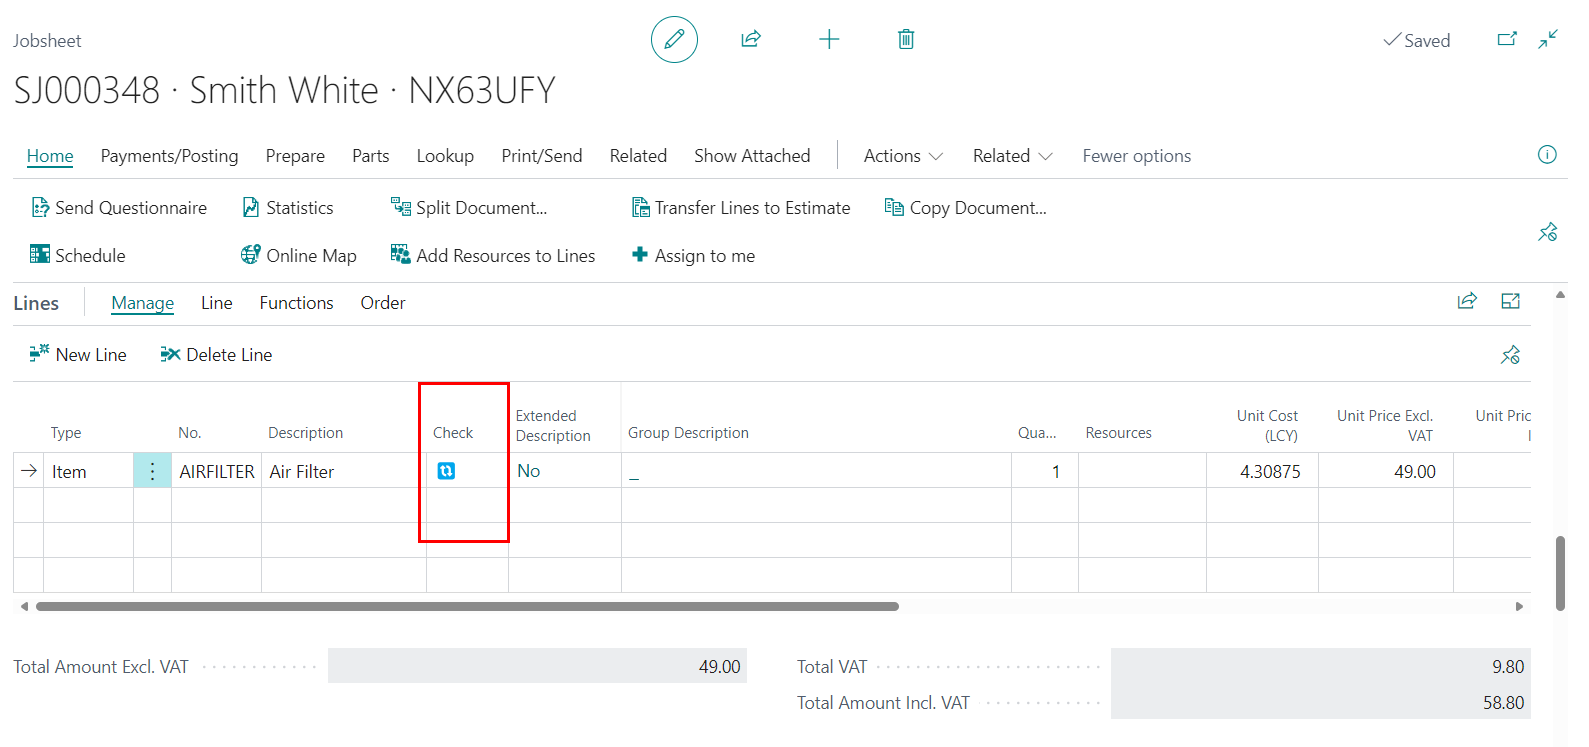 Jobsheet
Saved
SJ000348 · Smith White · NX63UFY
Home Payments/Posting Prepare Parts Lookup Print/Send Related Show Attached Actions Related Fewer options
Send Questionnaire Statistics Split Document... Transfer Lines to Estimate Copy Document...
Schedule Online Map Add Resources to Lines Assign to me
Lines Manage Line Functions Order
New Line Delete Line
Type No. Description Check Extended Description Group Description Qua... Resources Unit Cost (LCY) Unit Price Excl. VAT Unit Pric
Item AIRFILTER Air Filter No _ 1 4.30875 49.00
Total Amount Excl. VAT 49.00 Total VAT 9.80
Total Amount Incl. VAT 58.80